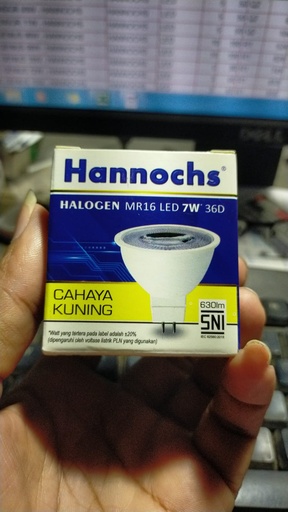 DELL
Hannochs®
HALOGEN MR16 LED 7W* 36D
CAHAYA
KUNING
630lm
SNI
*Watt yang tertera pada label adalah ±20%
(dipengaruhi oleh voltase listrik PLN yang digunakan)